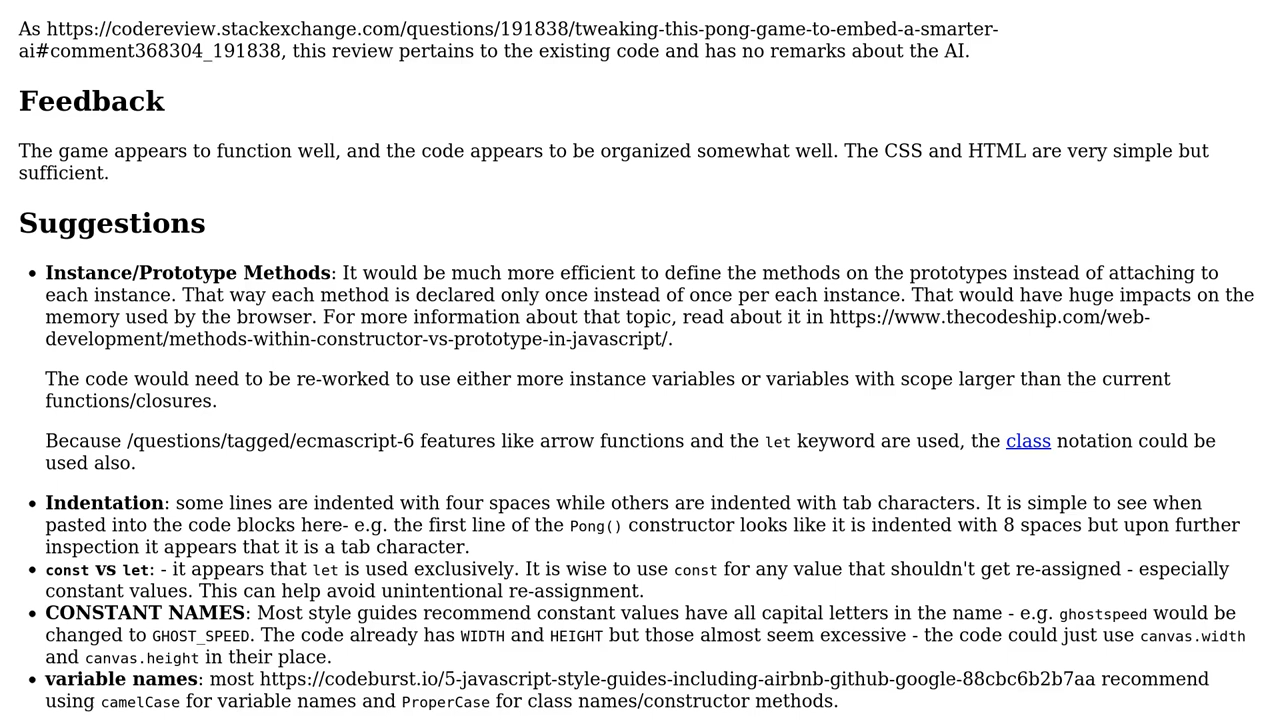 As https://codereview.stackexchange.com/questions/191838/tweaking-this-pong-game-to-embed-a-smarter-
ai#comment368304_191838, this review pertains to the existing code and has no remarks about the AI.
Feedback
The game appears to function well, and the code appears to be organized somewhat well. The CSS and HTML are very simple but
sufficient.
Suggestions
• Instance/Prototype Methods: It would be much more efficient to define the methods on the prototypes instead of attaching to
each instance. That way each method is declared only once instead of once per each instance. That would have huge impacts on the
memory used by the browser. For more information about that topic, read about it in https://www.thecodeship.com/web-
development/methods-within-constructor-vs-prototype-in-javascript/.
The code would need to be re-worked to use either more instance variables or variables with scope larger than the current
functions/closures.
Because /questions/tagged/ecmascript-6 features like arrow functions and the let keyword are used, the class notation could be
used also.
• Indentation: some lines are indented with four spaces while others are indented with tab characters. It is simple to see when
pasted into the code blocks here- e.g. the first line of the Pong() constructor looks like it is indented with 8 spaces but upon further
inspection it appears that it is a tab character.
• const vs let: - it appears that let is used exclusively. It is wise to use const for any value that shouldn't get re-assigned - especially
constant values. This can help avoid unintentional re-assignment.
• CONSTANT NAMES: Most style guides recommend constant values have all capital letters in the name - e.g. ghostspeed would be
changed to GHOST_SPEED. The code already has WIDTH and HEIGHT but those almost seem excessive - the code could just use canvas.width
and canvas.height in their place.
• variable names: most https://codeburst.io/5-javascript-style-guides-including-airbnb-github-google-88cbc6b2b7aa recommend
using camelCase for variable names and ProperCase for class names/constructor methods.